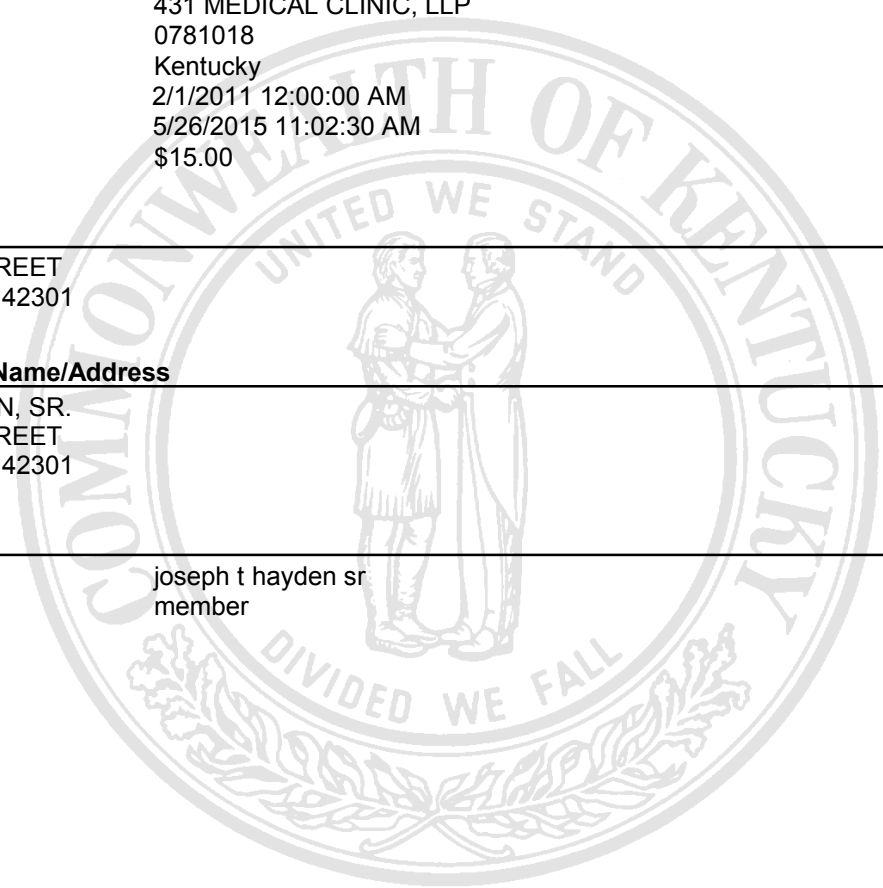 431 MEDICAL CLINIC, LLP
0781018
Kentucky
2/1/2011 12:00:00 AM
5/26/2015 11:02:30 AM
$15.00
REET
42301
Name/Address
N, SR.
REET
42301
joseph t hayden sr
member
COMMONWEALTH OF KENTUCKY
UNITED WE STAND
DIVIDED WE FALL